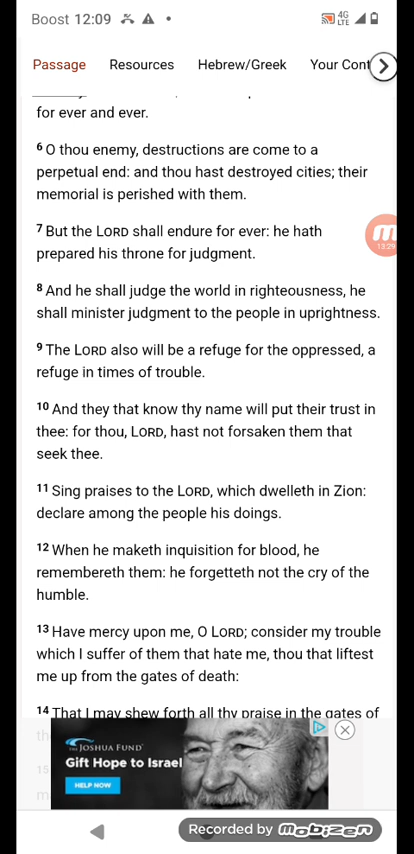 Boost 12:09
4G
LTE
Passage Resources Hebrew/Greek Your Cont
for ever and ever.
6 O thou enemy, destructions are come to a
perpetual end: and thou hast destroyed cities; their
memorial is perished with them.
7 But the LORD shall endure for ever: he hath
prepared his throne for judgment.
13:29
8 And he shall judge the world in righteousness, he
shall minister judgment to the people in uprightness.
9 The LORD also will be a refuge for the oppressed, a
refuge in times of trouble.
10 And they that know thy name will put their trust in
thee: for thou, LORD, hast not forsaken them that
seek thee.
11 Sing praises to the LORD, which dwelleth in Zion:
declare among the people his doings.
12 When he maketh inquisition for blood, he
remembereth them: he forgetteth not the cry of the
humble.
13 Have mercy upon me, O LORD; consider my trouble
which I suffer of them that hate me, thou that liftest
me up from the gates of death:
14 That I may shew forth all thy praise in the gates of
th
15
m
THE JOSHUA FUND
Gift Hope to Israel
HELP NOW
Recorded by mobizen